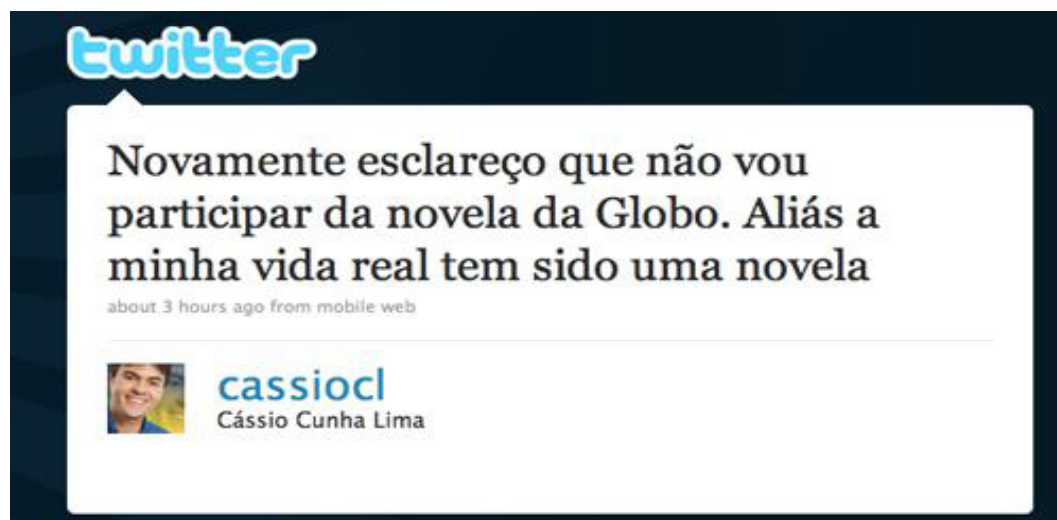 twitter
Novamente esclareço que não vou
participar da novela da Globo. Aliás a
minha vida real tem sido uma novela
about 3 hours ago from mobile web
cassiocl
Cássio Cunha Lima